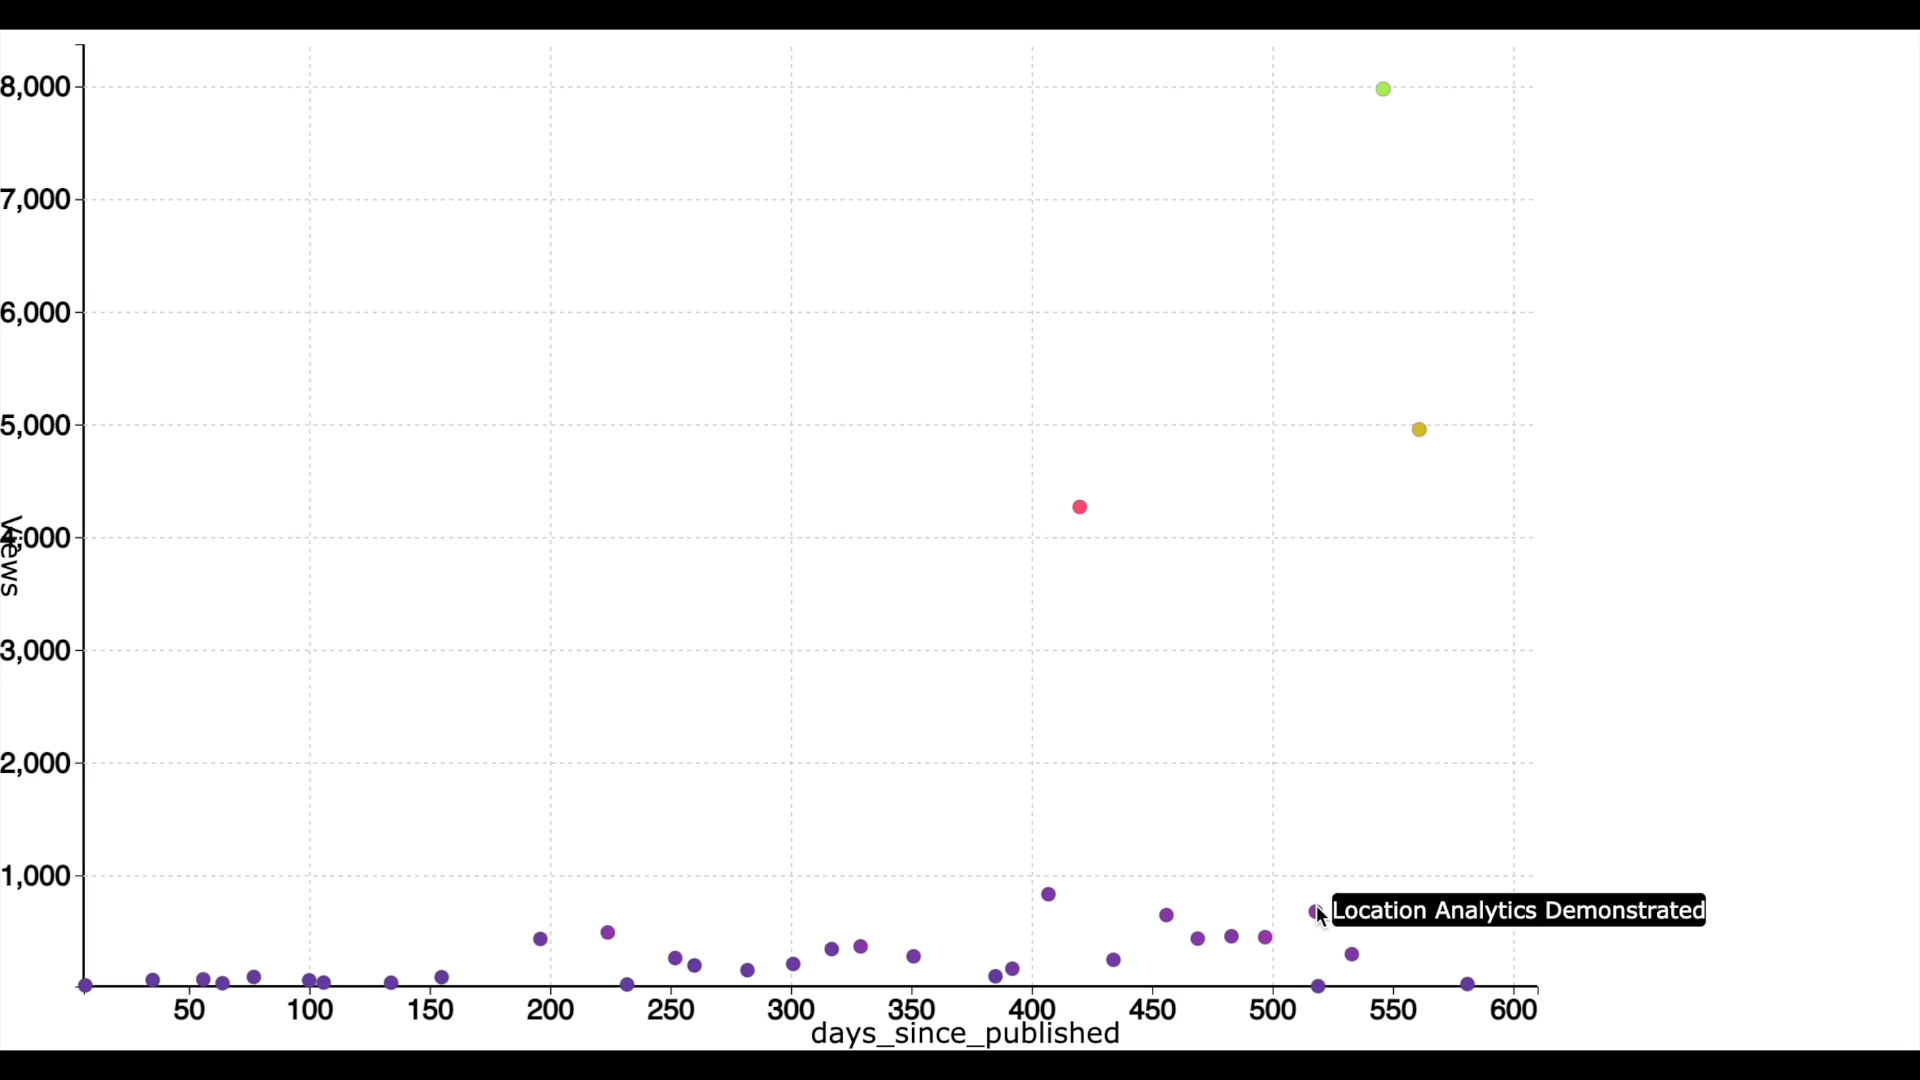 8,000
7,000
6,000
5,000
4,000
Views
3,000
2,000
1,000
Location Analytics Demonstrated
50 100 150 200 250 300 350 400 450 500 550 600
days_since_published